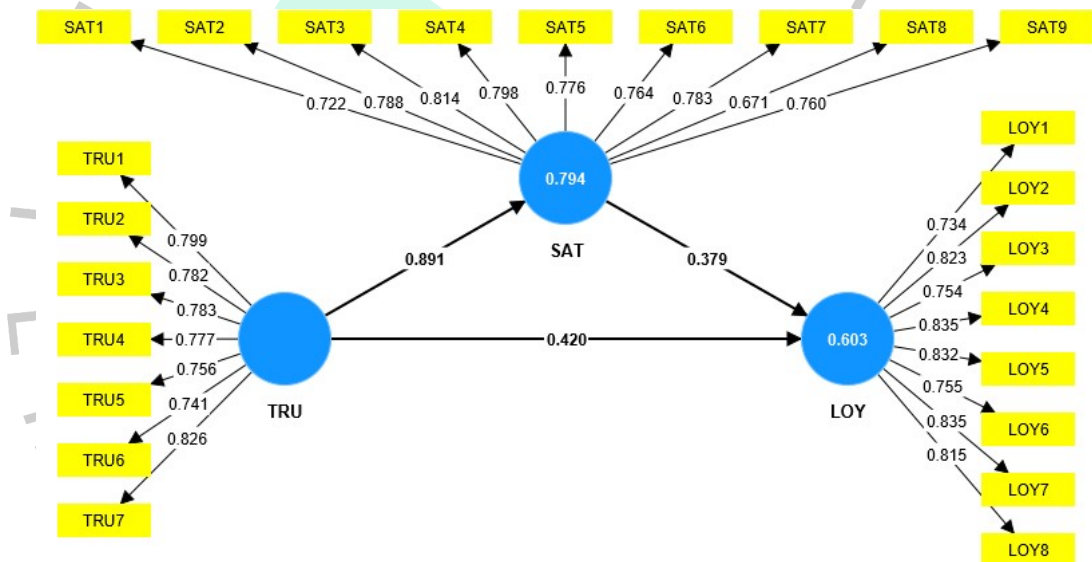 SAT1 SAT2 SAT3 SAT4 SAT5 SAT6 SAT7 SAT8 SAT9
0.722 0.788 0.814 0.798 0.776 0.764 0.783 0.671 0.760
TRU1
TRU2
TRU3
TRU4
TRU5
TRU6
TRU7
0.799
0.782
0.783
0.777
0.756
0.741
0.826
TRU
0.891
0.794
SAT
0.379
0.420
0.603
LOY
0.734
0.823
0.754
0.835
0.832
0.755
0.835
0.815
LOY1
LOY2
LOY3
LOY4
LOY5
LOY6
LOY7
LOY8